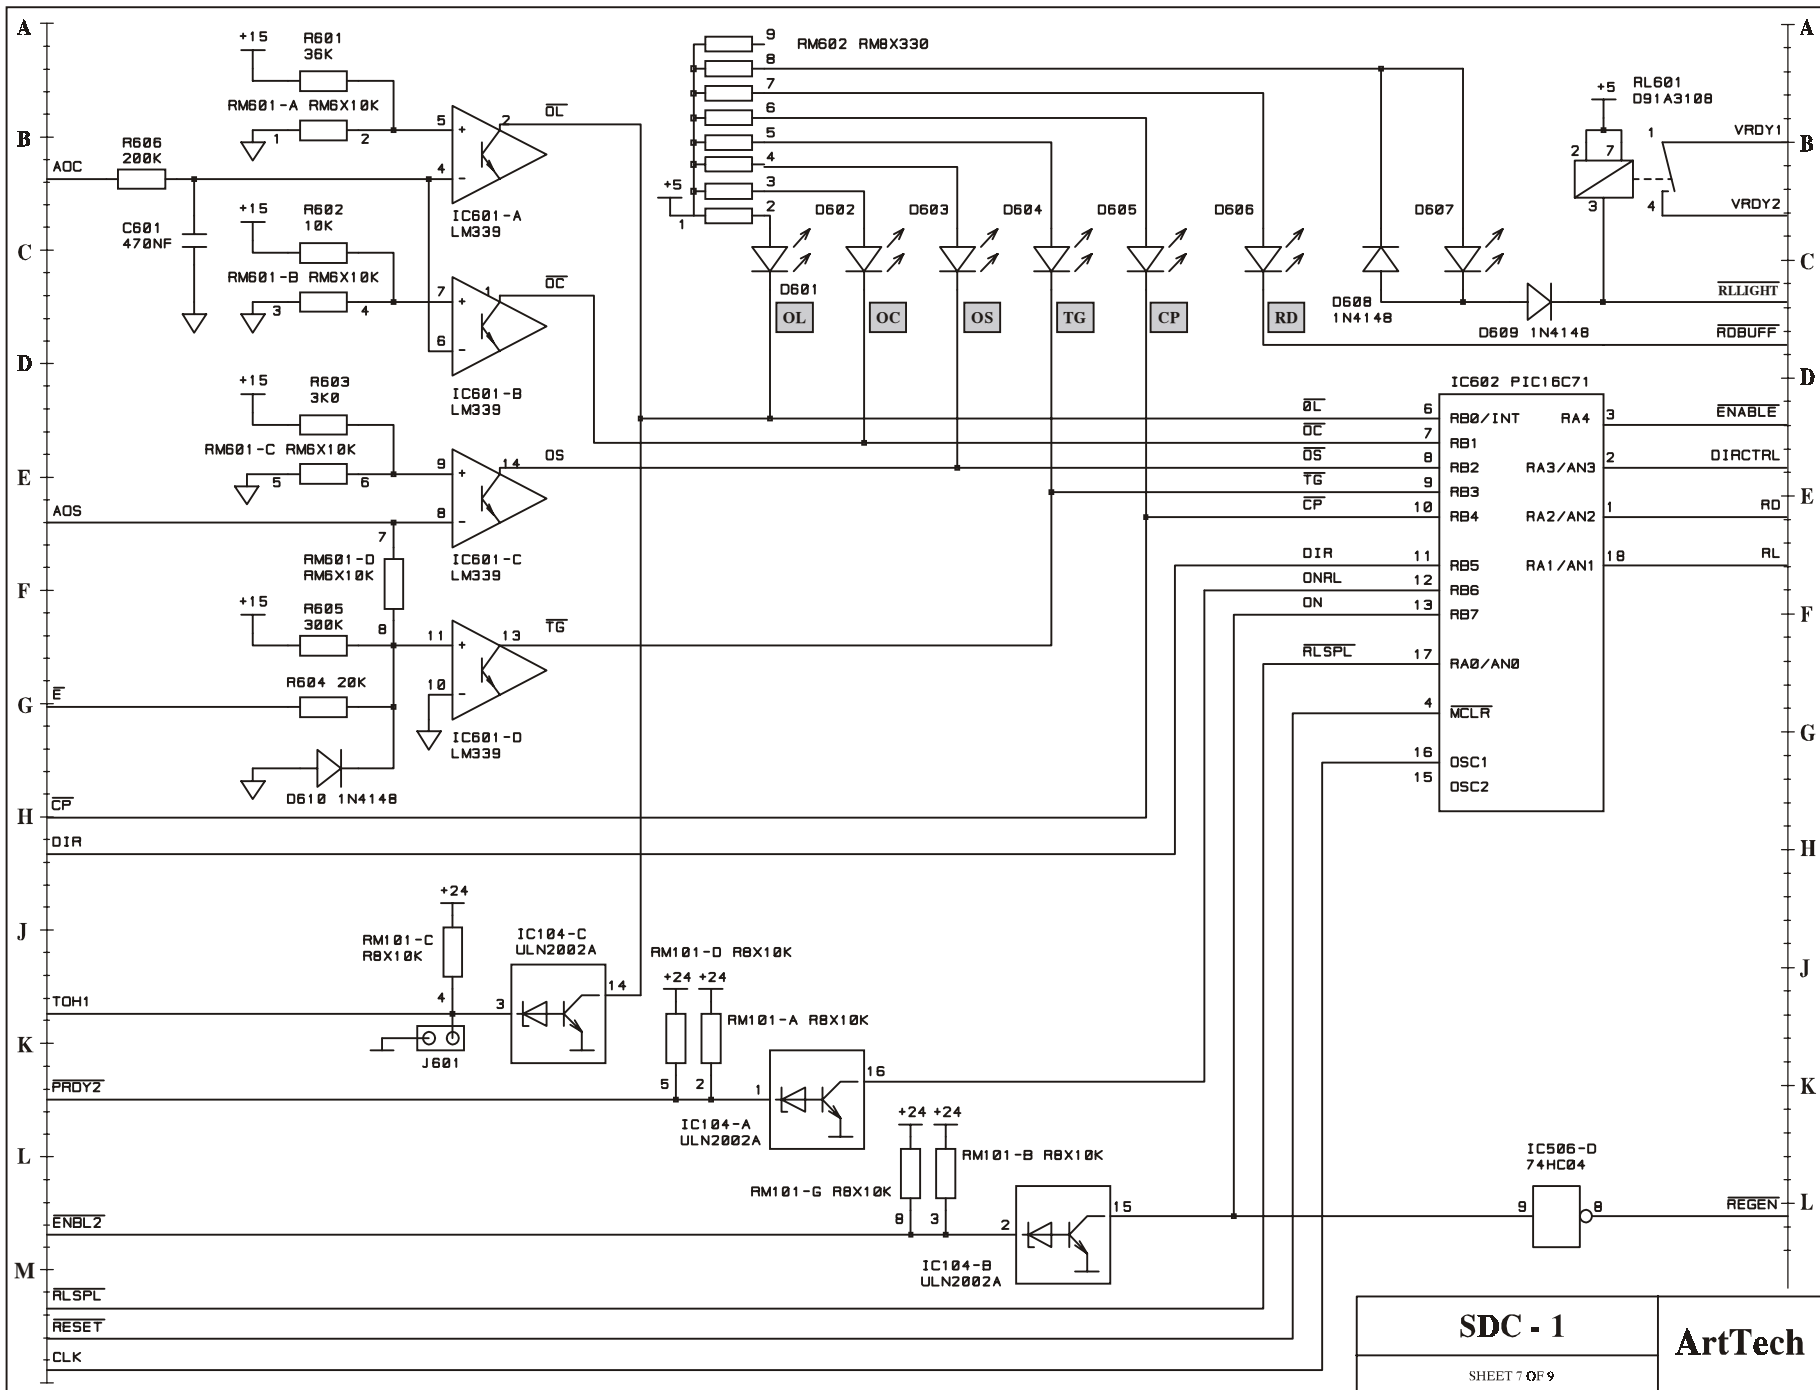 A
A
+15
R601
36K
RM601-A RM6X10K
1
2
5
+
2
OL
4
-
IC601-A
LM339
B
AOC
R606
200K
C601
470NF
+15
R602
10K
RM601-B RM6X10K
3
4
7
+
1
OC
6
-
IC601-B
LM339
C
D
+15
R603
3K0
RM601-C RM6X10K
5
6
9
+
14
OS
8
-
IC601-C
LM339
E
AOS
7
RM601-D
RM6X10K
8
+15
R605
300K
11
+
13
TG
10
-
IC601-D
LM339
F
R604 20K
G
E
D610 1N4148
H
CP
DIR
9
RM602 RM8X330
8
7
6
5
4
3
2
+5
1
D601
D602
D603
D604
D605
D606
D607
OL
OC
OS
TG
CP
RD
D608
1N4148
D609 1N4148
+5
RL601
D91A3108
2
7
3
1
4
VRDY1
B
VRDY2
C
RLLIGHT
RDBUFF
D
IC602 PIC16C71
0L
6
RB0/INT
RA4
3
ENABLE
OC
7
RB1
OS
8
RB2
RA3/AN3
2
DIRCTRL
TG
9
RB3
E
CP
10
RB4
RA2/AN2
1
RD
DIR
11
RB5
RA1/AN1
18
RL
ONRL
12
RB6
ON
13
RB7
F
RLSPL
17
RA0/AN0
4
MCLR
G
16
OSC1
15
OSC2
H
+24
RM101-C
R8X10K
4
J
TOH1
J601
3
IC104-C
ULN2002A
14
RM101-D R8X10K
+24 +24
RM101-A R8X10K
5
2
J
K
PRDY2
1
16
IC104-A
ULN2002A
K
+24 +24
RM101-B R8X10K
RM101-G R8X10K
8
3
L
ENBL2
2
15
IC104-B
ULN2002A
IC506-D
74HC04
9
8
REGEN
L
M
RLSPL
RESET
CLK
SDC - 1
ArtTech
SHEET 7 OF 9